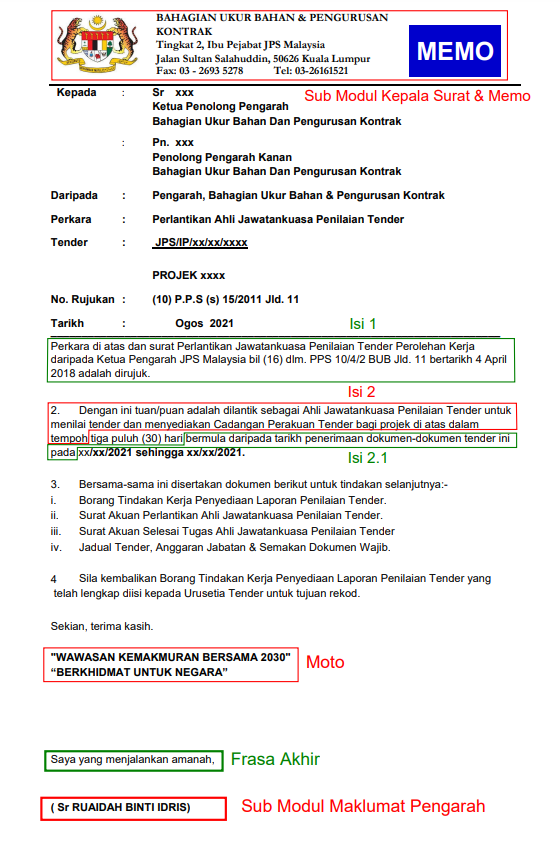 BAHAGIAN UKUR BAHAN & PENGURUSAN
KONTRAK
Tingkat 2, Ibu Pejabat JPS Malaysia
Jalan Sultan Salahuddin, 50626 Kuala Lumpur
Fax: 03 - 2693 5278 Tel: 03-26161521
MEMO
Sub Modul Kepala Surat & Memo
Kepada : Sr xxx
Ketua Penolong Pengarah
Bahagian Ukur Bahan Dan Pengurusan Kontrak
: Pn. xxx
Penolong Pengarah Kanan
Bahagian Ukur Bahan Dan Pengurusan Kontrak
Daripada : Pengarah, Bahagian Ukur Bahan & Pengurusan Kontrak
Perkara : Perlantikan Ahli Jawatankuasa Penilaian Tender
Tender : JPS/IP/xx/xx/xxxx
PROJEK xxxx
No. Rujukan : (10) P.P.S (s) 15/2011 Jld. 11
Tarikh : Ogos 2021
Isi 1
Perkara di atas dan surat Perlantikan Jawatankuasa Penilaian Tender Perolehan Kerja
daripada Ketua Pengarah JPS Malaysia bil (16) dlm. PPS 10/4/2 BUB Jld. 11 bertarikh 4 April
2018 adalah dirujuk.
Isi 2
2. Dengan ini tuan/puan adalah dilantik sebagai Ahli Jawatankuasa Penilaian Tender untuk
menilai tender dan menyediakan Cadangan Perakuan Tender bagi projek di atas dalam
tempoh tiga puluh (30) hari bermula daripada tarikh penerimaan dokumen-dokumen tender ini
pada xx/xx/2021 sehingga xx/xx/2021.
Isi 2.1
3. Bersama-sama ini disertakan dokumen berikut untuk tindakan selanjutnya:-
i. Borang Tindakan Kerja Penyediaan Laporan Penilaian Tender.
ii. Surat Akuan Perlantikan Ahli Jawatankuasa Penilaian Tender.
iii. Surat Akuan Selesai Tugas Ahli Jawatankuasa Penilaian Tender
iv. Jadual Tender, Anggaran Jabatan & Semakan Dokumen Wajib.
4 Sila kembalikan Borang Tindakan Kerja Penyediaan Laporan Penilaian Tender yang
telah lengkap diisi kepada Urusetia Tender untuk tujuan rekod.
Sekian, terima kasih.
"WAWASAN KEMAKMURAN BERSAMA 2030"
“BERKHIDMAT UNTUK NEGARA”
Moto
Saya yang menjalankan amanah,
Frasa Akhir
( Sr RUAIDAH BINTI IDRIS)
Sub Modul Maklumat Pengarah